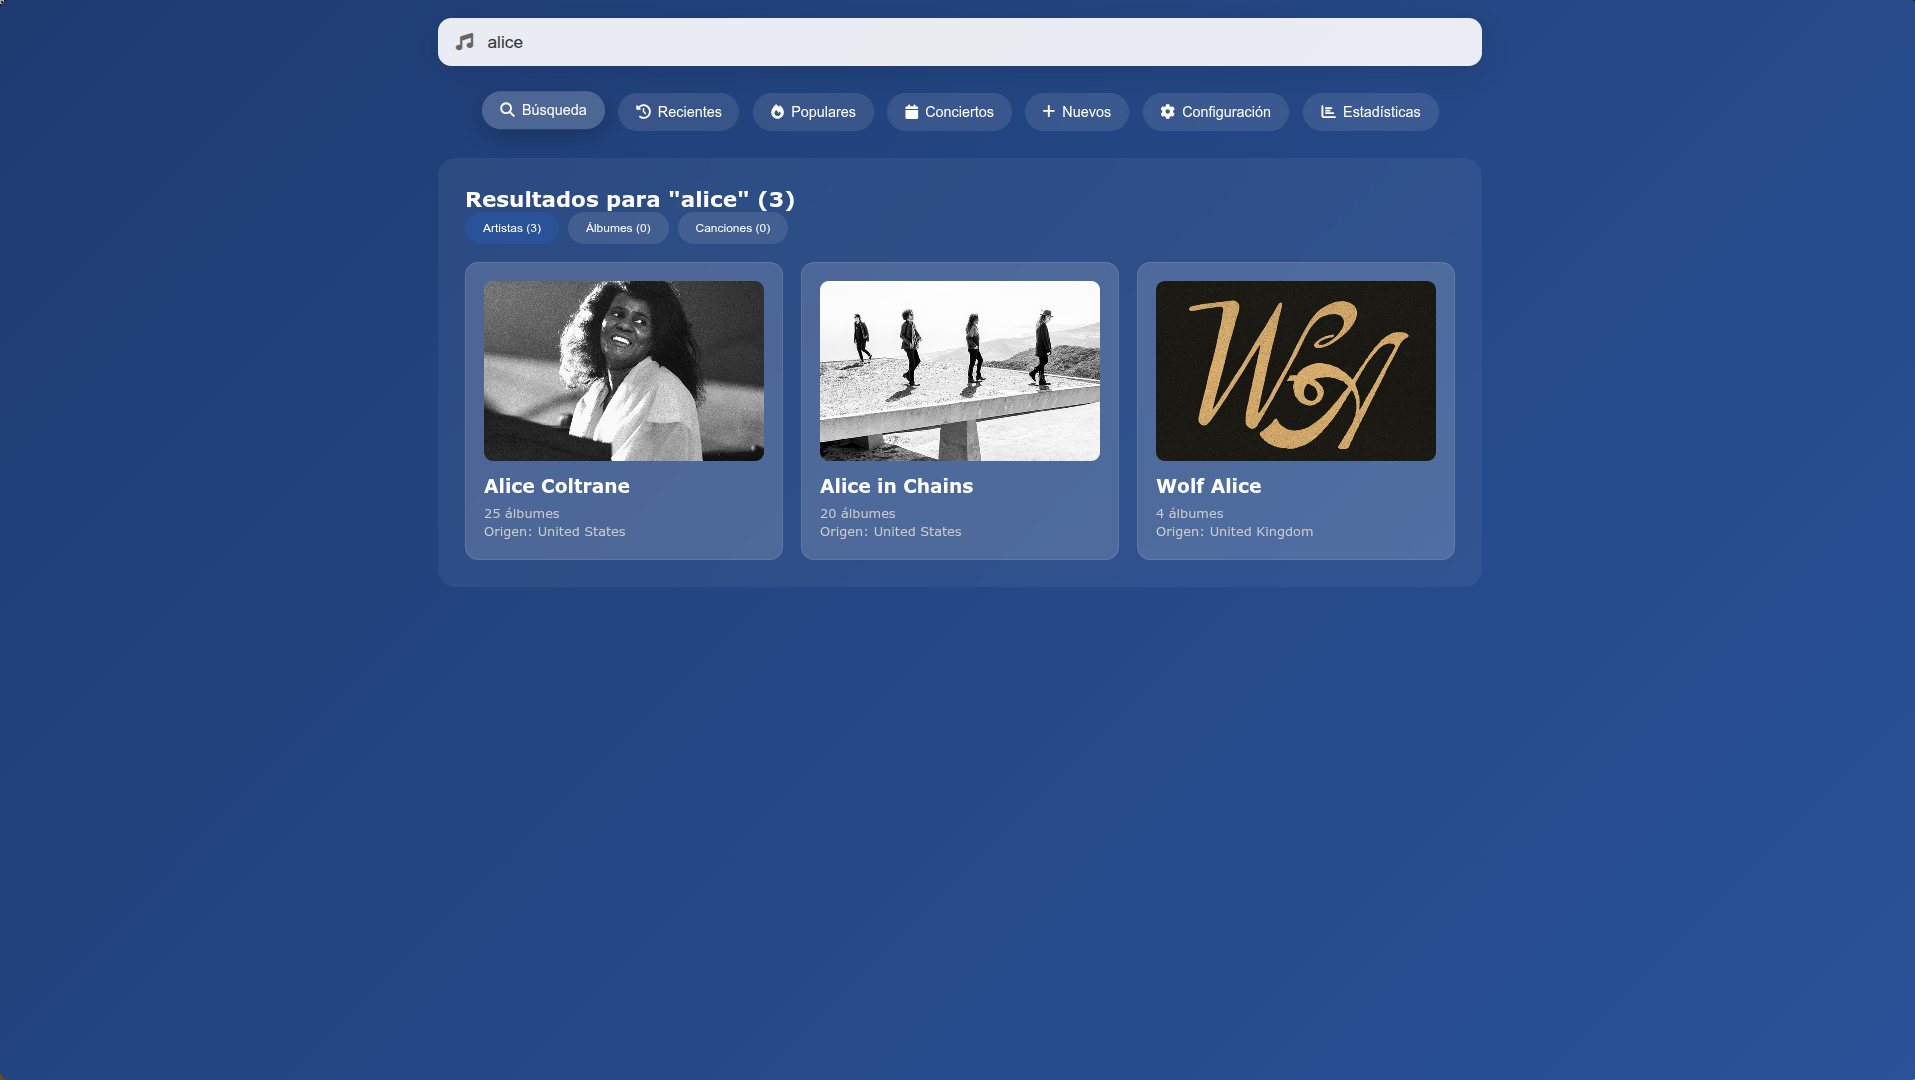 alice
Búsqueda Recientes Populares Conciertos Nuevos Configuración Estadísticas
Resultados para "alice" (3)
Artistas (3) Álbumes (0) Canciones (0)
WA
Alice Coltrane
25 álbumes
Origen: United States
Alice in Chains
20 álbumes
Origen: United States
Wolf Alice
4 álbumes
Origen: United Kingdom